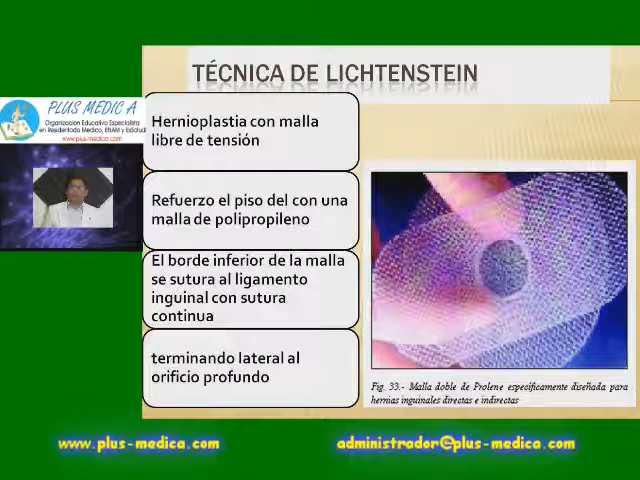 TÉCNICA DE LICHTENSTEIN
PLUS MEDIC A
Organización Educativa Especialista
en Residentado Medico, ENAM y EsSalud
www.plus-medica.com
Hernioplastia con malla
libre de tensión
Refuerzo el piso del con una
malla de polipropileno
El borde inferior de la malla
se sutura al ligamento
inguinal con sutura
continua
terminando lateral al
orificio profundo
Fig. 33.- Malla doble de Prolene específicamente diseñada para
hernias inguinales directas e indirectas
www.plus-medica.com
administrador@plus-medica.com